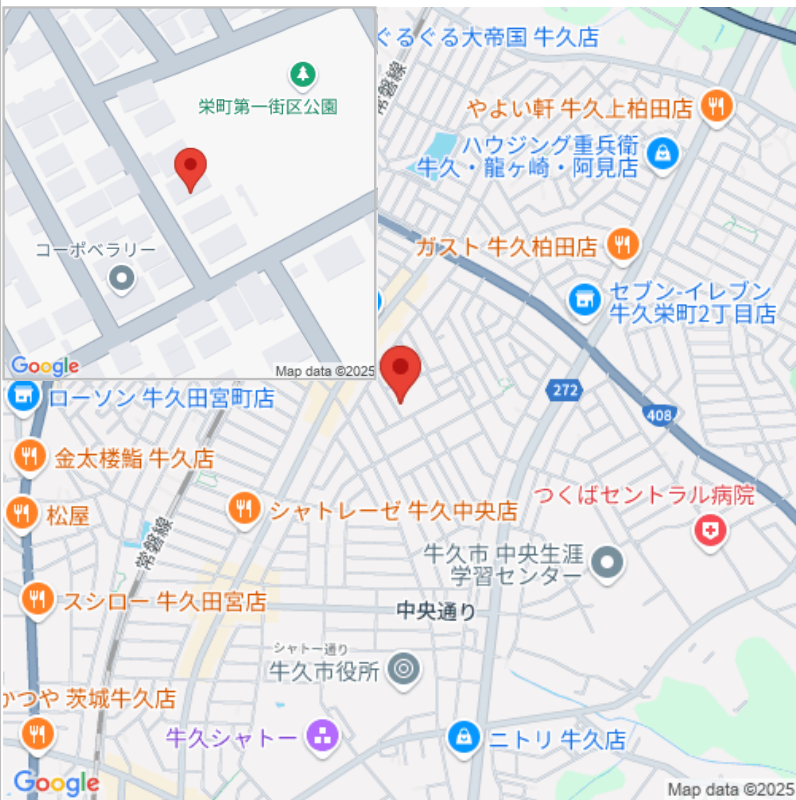 栄町第一街区公園
コーポベラリー
Google
Map data ©2025
ぐるぐる大帝国 牛久店
常磐線
やよい軒 牛久上柏田店
ハウジング重兵衛
牛久・龍ヶ崎・阿見店
ガスト 牛久柏田店
セブン-イレブン
牛久栄町2丁目店
272
408
ローソン 牛久田宮町店
金太楼鮨 牛久店
松屋
シャトレーゼ 牛久中央店
つくばセントラル病院
常磐線
牛久市 中央生涯
学習センター
スシロー 牛久田宮店
中央通り
シャトー通り
牛久市役所
かつや 茨城牛久店
牛久シャトー
ニトリ 牛久店
Google
Map data ©2025